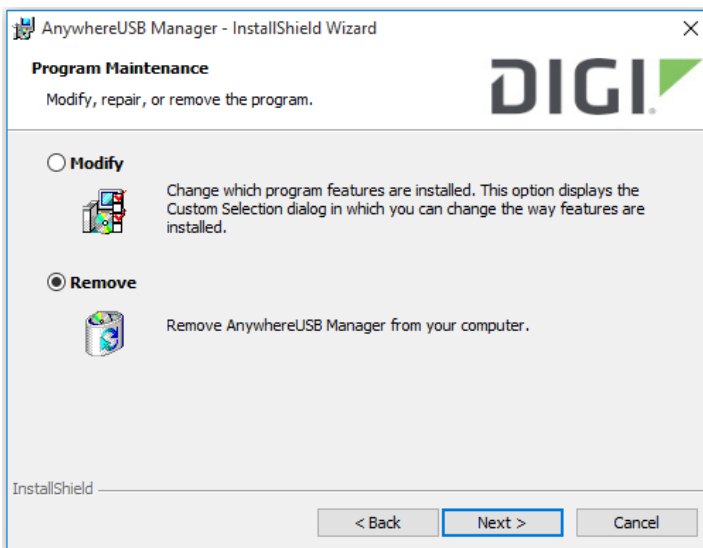 AnywhereUSB Manager - InstallShield Wizard
Program Maintenance
Modify, repair, or remove the program.
DIGI®
Modify
Change which program features are installed. This option displays the
Custom Selection dialog in which you can change the way features are
installed.
Remove
Remove AnywhereUSB Manager from your computer.
InstallShield
< Back
Next >
Cancel